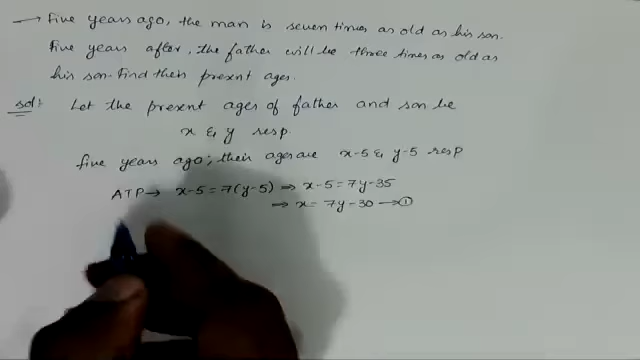 → Five years ago, the man is seven times as old as his son.
Five years after, the father will be three times as old as
his son. Find their present ages.
Sol: Let the present ages of father and son be
x & y resp.
five years ago; their ages are x-5 & y-5 resp
ATP → x-5 = 7(y-5) ⇒ x-5 = 7y-35
⇒ x = 7y-30 → ①